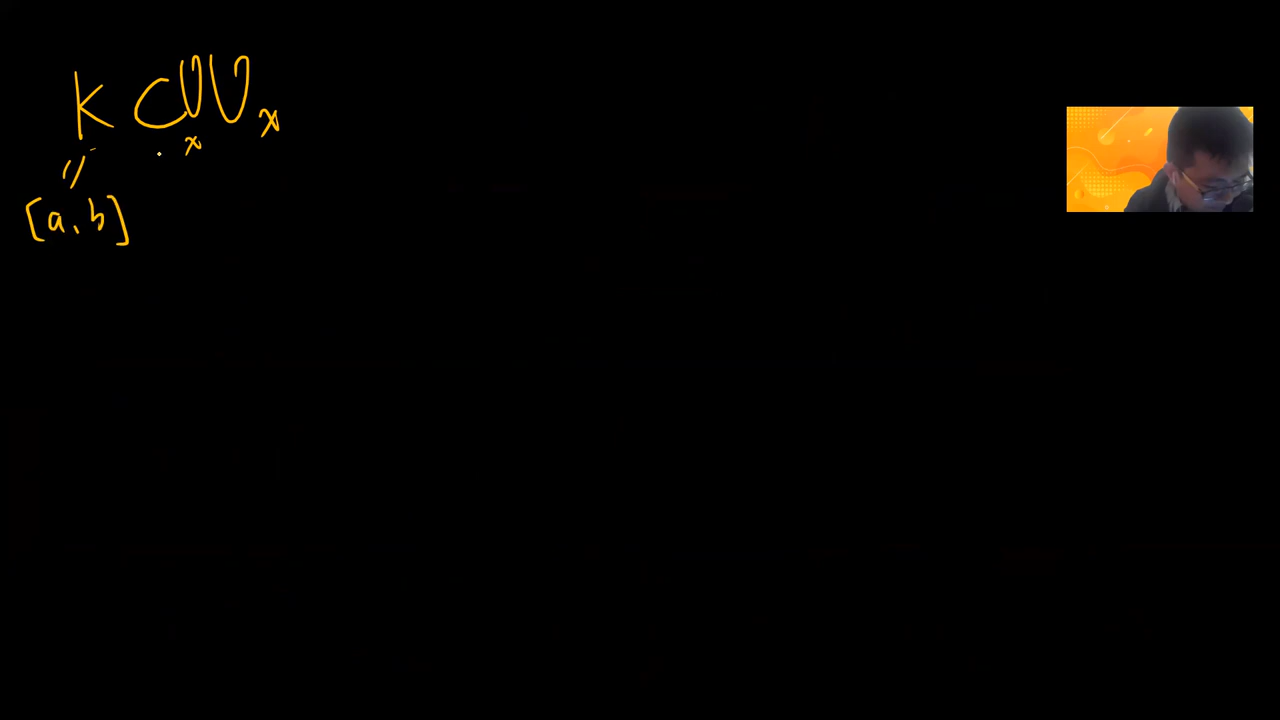 K ⊂ ⋃ U_x
x
||
[a, b]